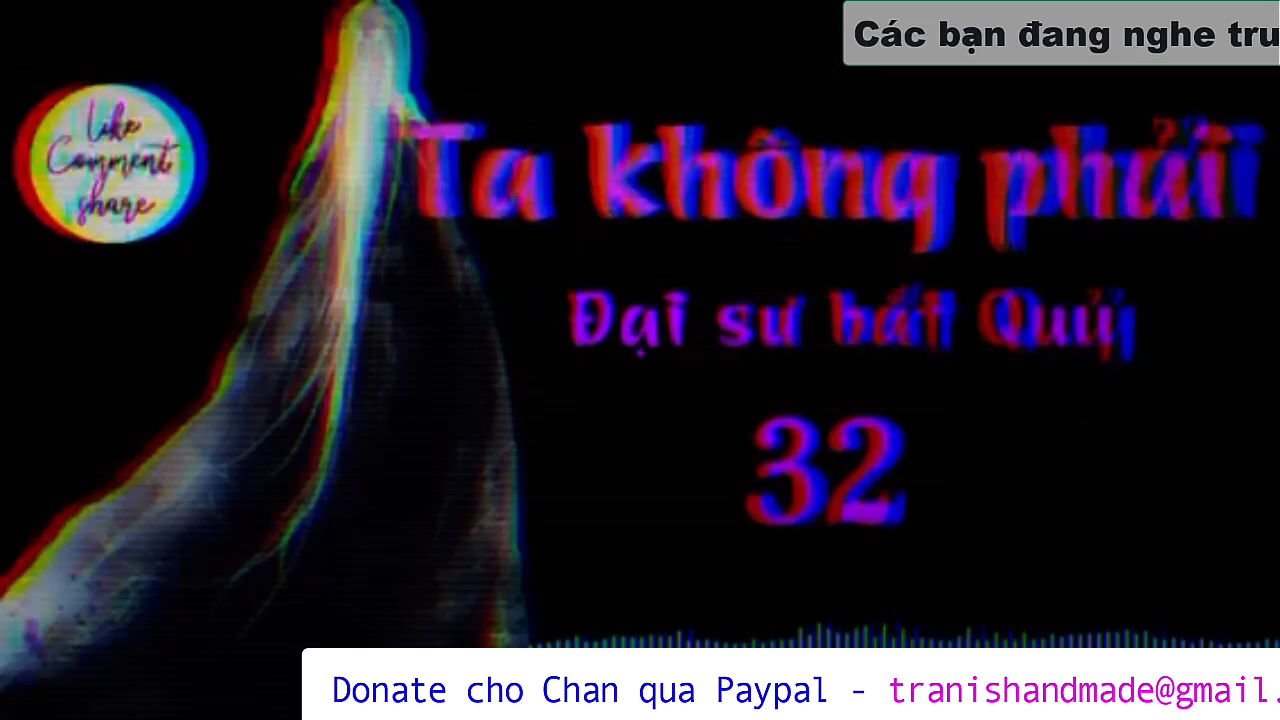 Các bạn đang nghe tru
like
Comment
share
Ta không phải
Đại sư bắt Quỷ
32
Donate cho Chan qua Paypal - tranishandmade@gmail.